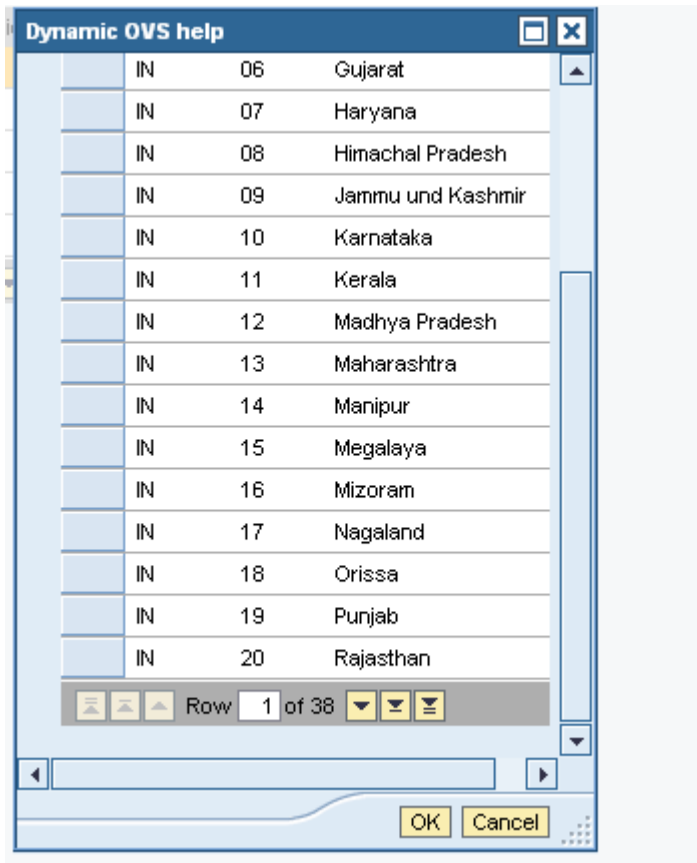 Dynamic OVS help
IN 06 Gujarat
IN 07 Haryana
IN 08 Himachal Pradesh
IN 09 Jammu und Kashmir
IN 10 Karnataka
IN 11 Kerala
IN 12 Madhya Pradesh
IN 13 Maharashtra
IN 14 Manipur
IN 15 Megalaya
IN 16 Mizoram
IN 17 Nagaland
IN 18 Orissa
IN 19 Punjab
IN 20 Rajasthan
Row 1 of 38
OK Cancel